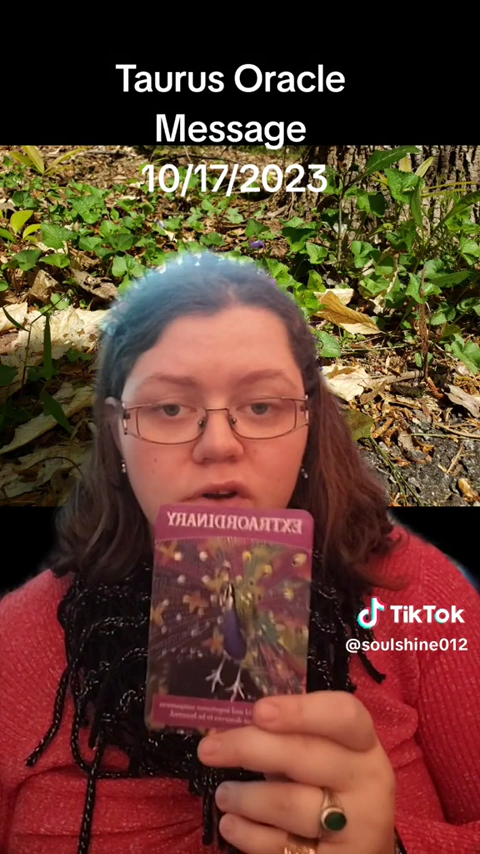 Taurus Oracle
Message
10/17/2023
EXTRAORDINARY
TikTok
@soulshine012